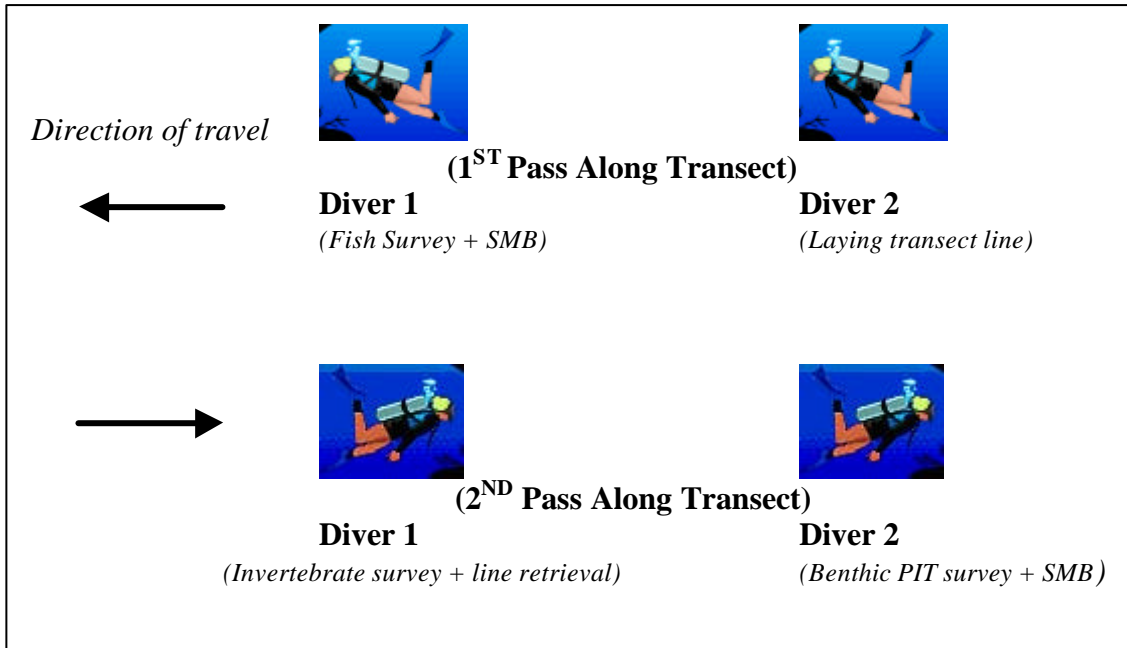 Direction of travel
(1ST Pass Along Transect)
Diver 1 Diver 2
(Fish Survey + SMB) (Laying transect line)
(2ND Pass Along Transect)
Diver 1 Diver 2
(Invertebrate survey + line retrieval) (Benthic PIT survey + SMB)